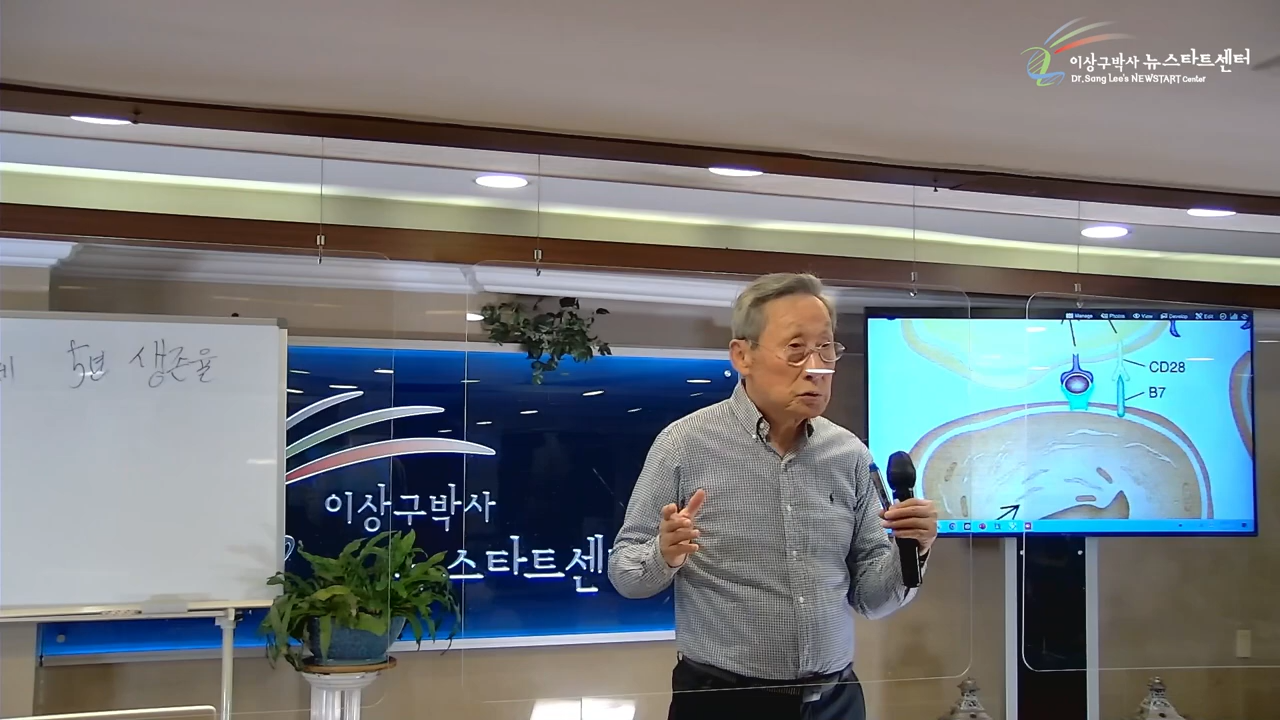 이상구박사 뉴스타트센터
Dr. Sang Lee's NEWSTART Center
5년 생존율
Manage Photos View Develop Edit
CD28
B7
이상구박사
스타트센